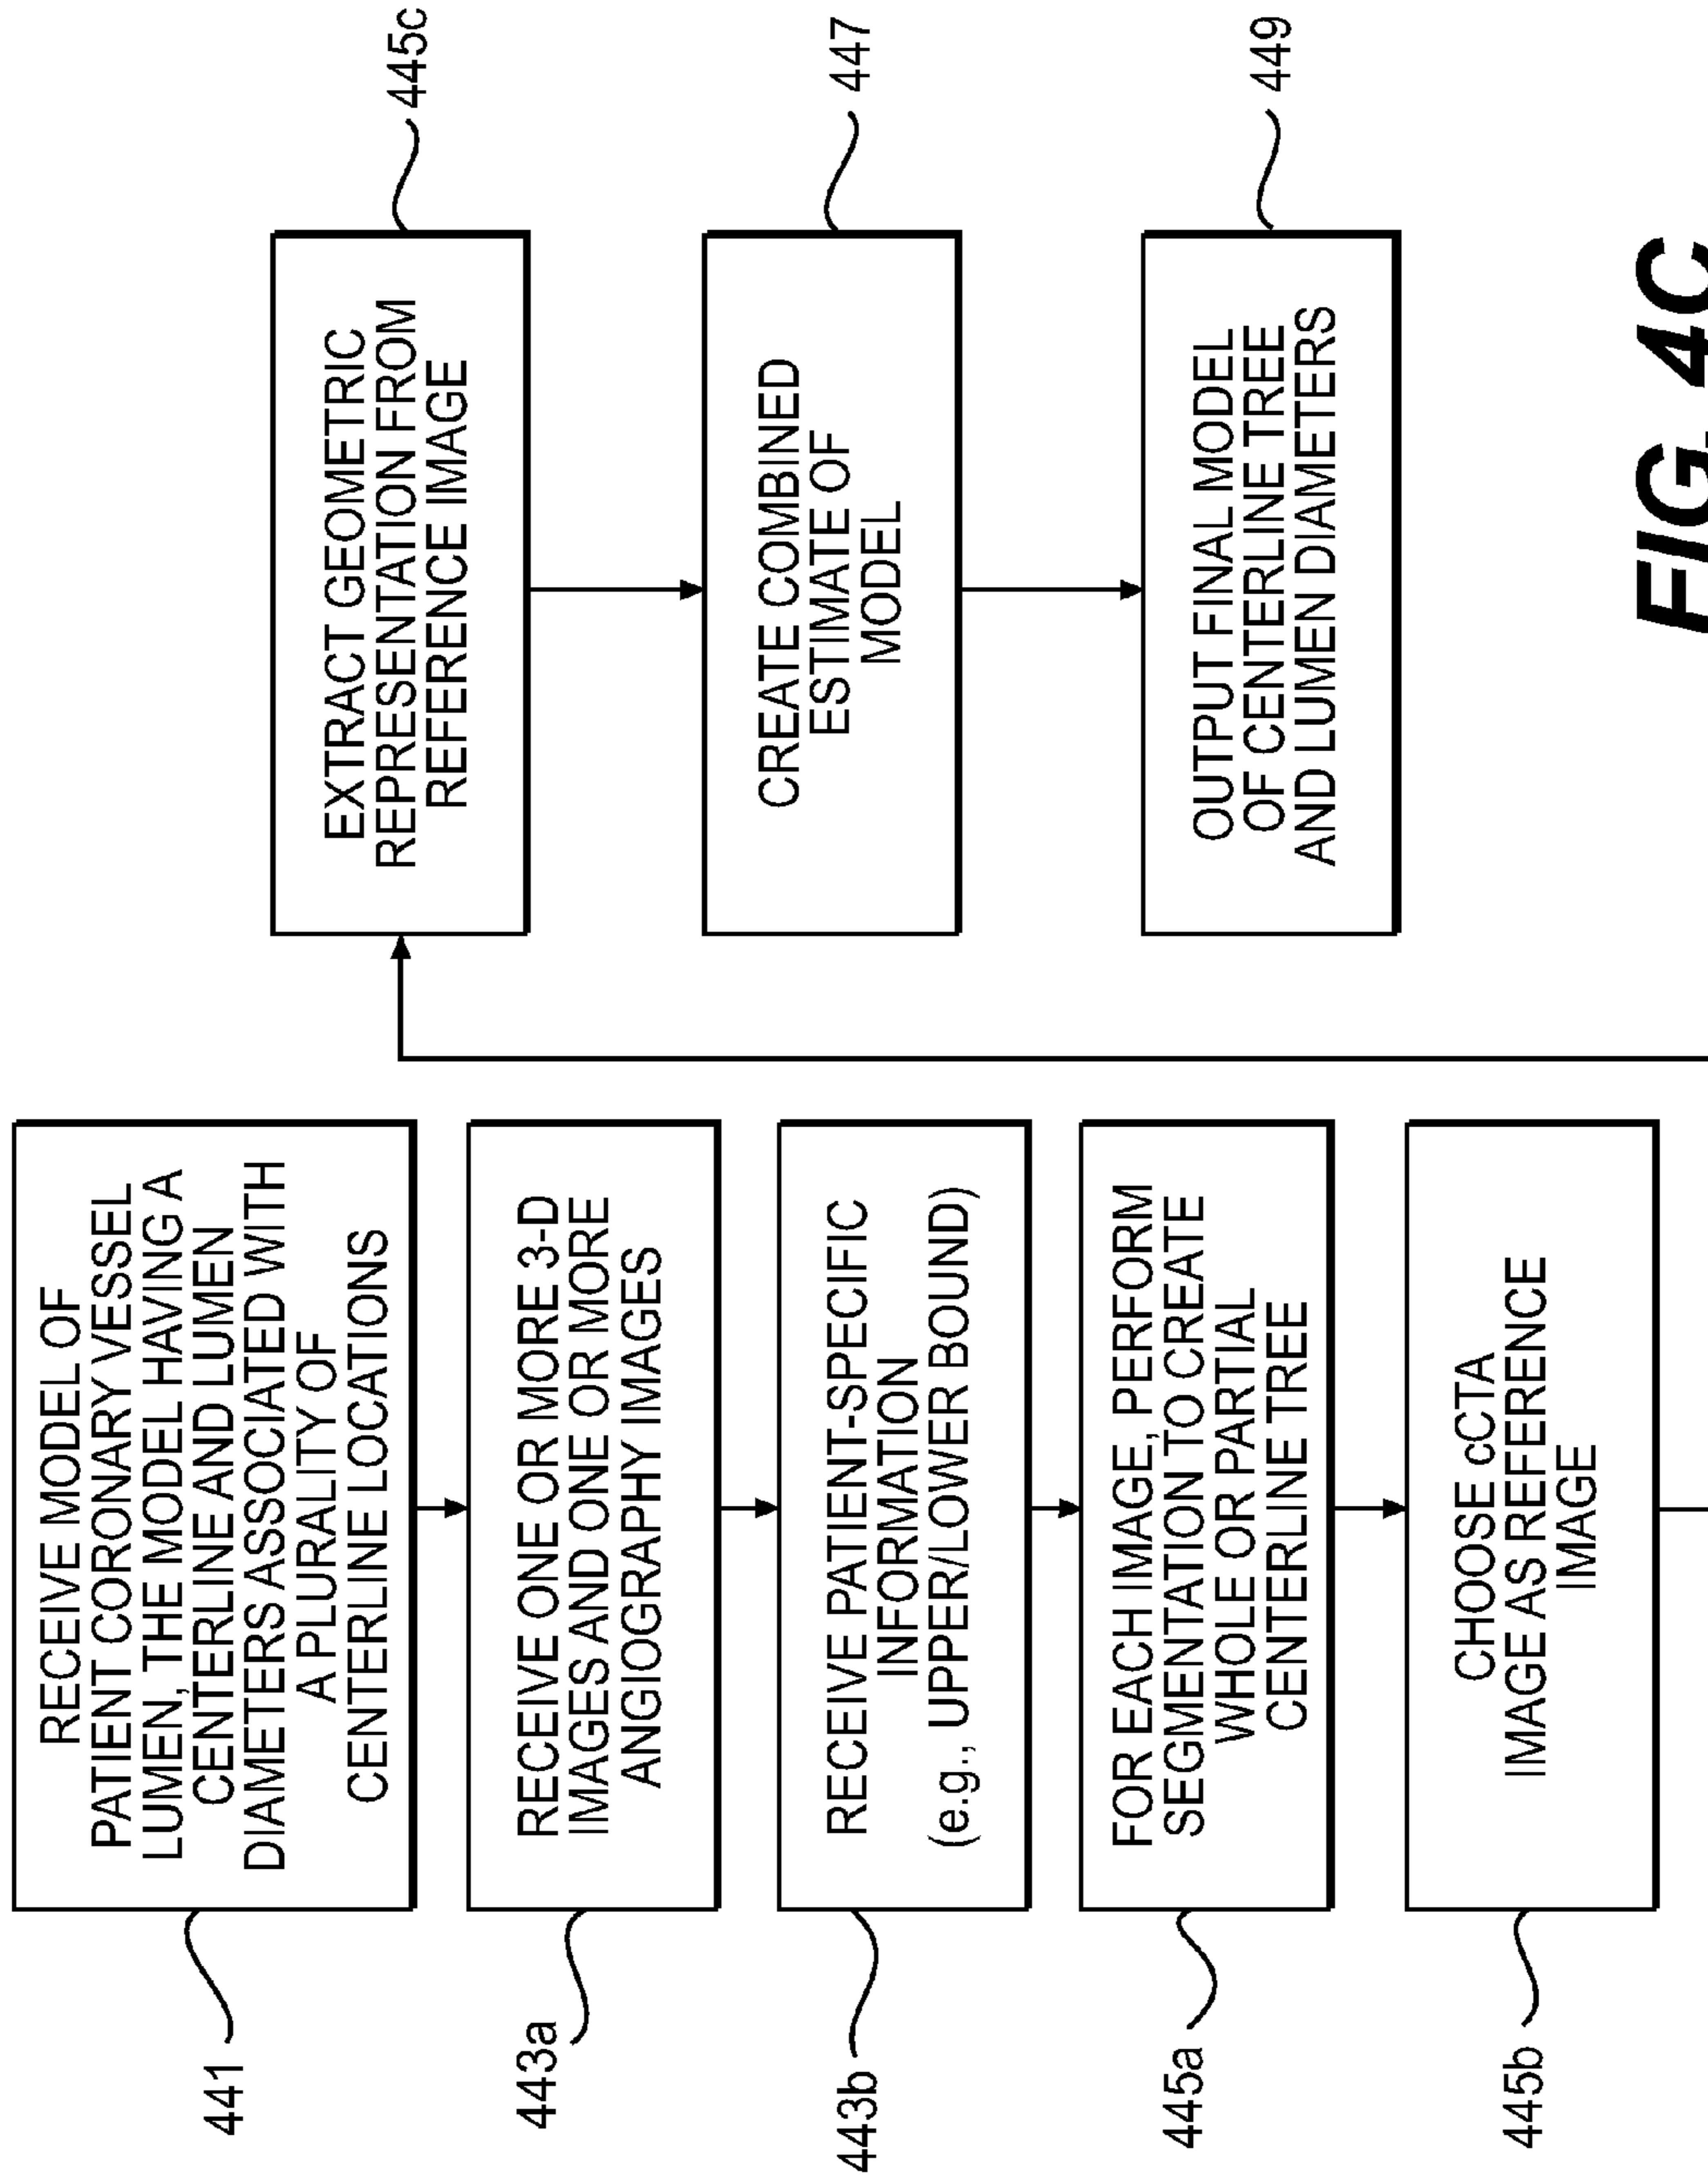 441
RECEIVE MODEL OF
PATIENT CORONARY VESSEL
LUMEN, THE MODEL HAVING A
CENTERLINE AND LUMEN
DIAMETERS ASSOCIATED WITH
A PLURALITY OF
CENTERLINE LOCATIONS
443a
RECEIVE ONE OR MORE 3-D
IMAGES AND ONE OR MORE
ANGIOGRAPHY IMAGES
443b
RECEIVE PATIENT-SPECIFIC
INFORMATION
(e.g., UPPER/LOWER BOUND)
445a
FOR EACH IMAGE, PERFORM
SEGMENTATION TO CREATE
WHOLE OR PARTIAL
CENTERLINE TREE
445b
CHOOSE cCTA
IMAGE AS REFERENCE
IMAGE
445c
EXTRACT GEOMETRIC
REPRESENTATION FROM
REFERENCE IMAGE
447
CREATE COMBINED
ESTIMATE OF
MODEL
449
OUTPUT FINAL MODEL
OF CENTERLINE TREE
AND LUMEN DIAMETERS
FIG. 4C